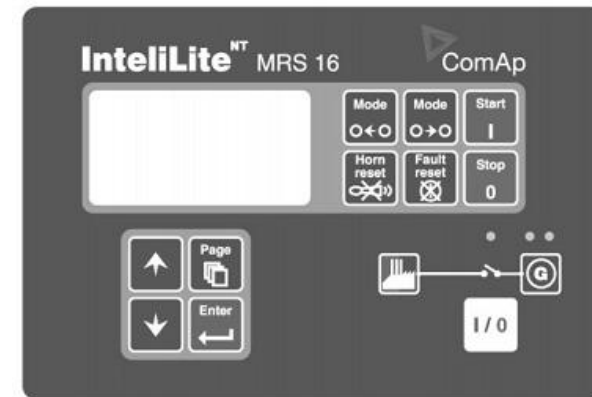 InteliLite NT MRS 16
ComAp
Mode
Mode
Start
I
Horn
reset
Fault
reset
Stop
0
Page
Enter
G
I / 0